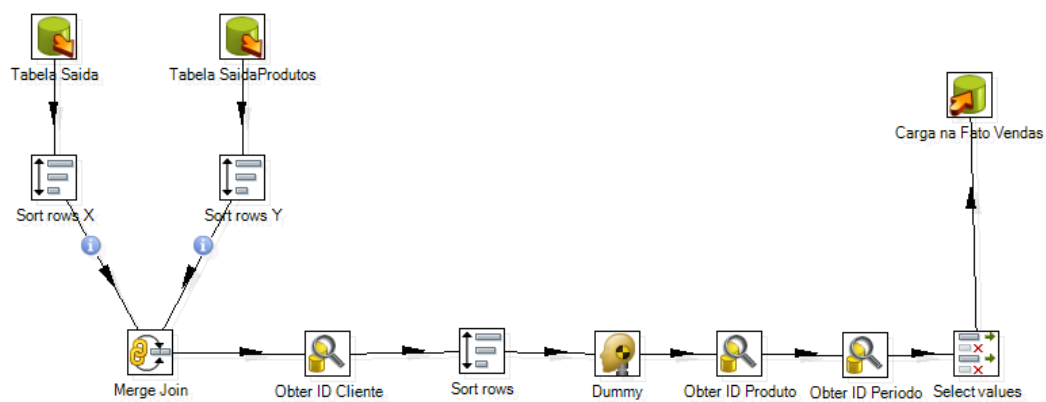 Tabela Saida
Tabela SaidaProdutos
Carga na Fato Vendas
Sort rows X
Sort rows Y
Merge Join
Obter ID Cliente
Sort rows
Dummy
Obter ID Produto
Obter ID Periodo
Select values